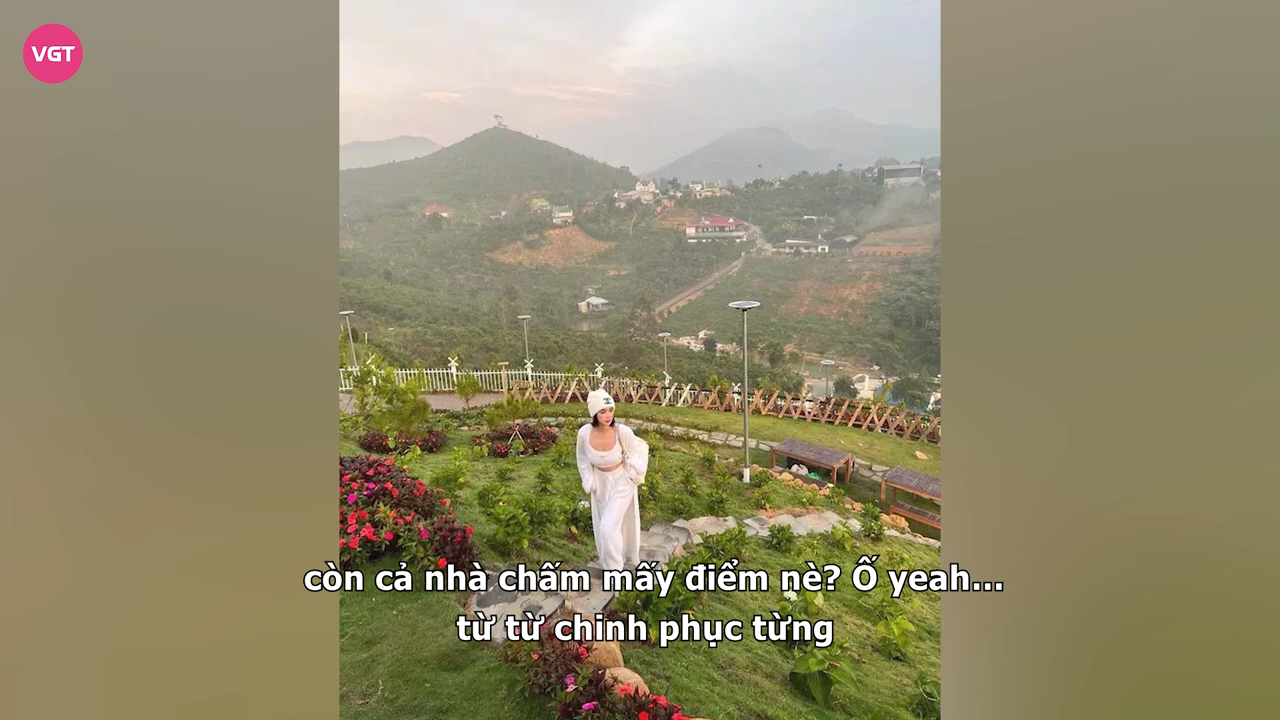 VGT
còn cả nhà chấm mấy điểm nè? Ố yeah...
từ từ chinh phục từng